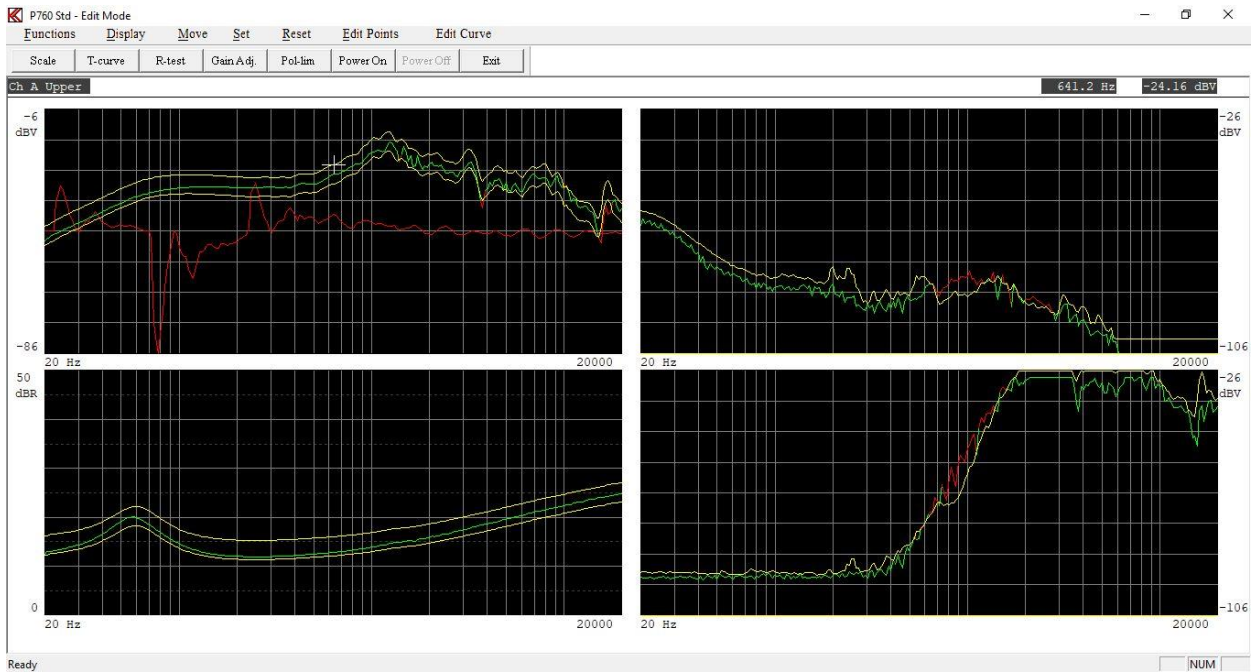 P760 Std - Edit Mode
Functions Display Move Set Reset Edit Points Edit Curve
Scale T-curve R-test Gain Adj. Pol-lim Power On Power Off Exit
Ch A Upper 641.2 Hz -24.16 dBV
-6
dBV
-86
20 Hz 20000
-26
dBV
-106
20 Hz 20000
50
dBR
0
20 Hz 20000
-26
dBV
-106
20 Hz 20000
Ready NUM